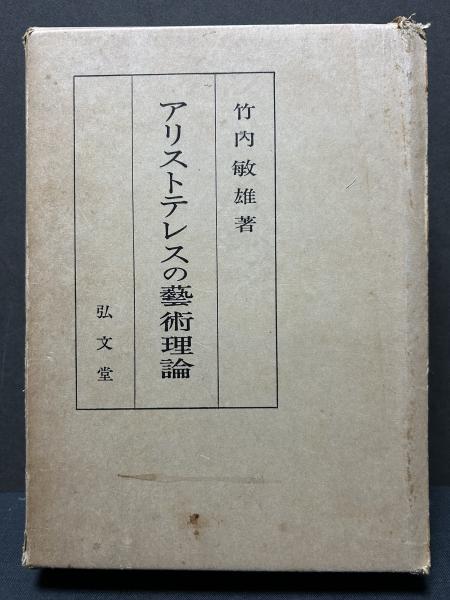 竹内敏雄著
アリストテレスの藝術理論
弘文堂